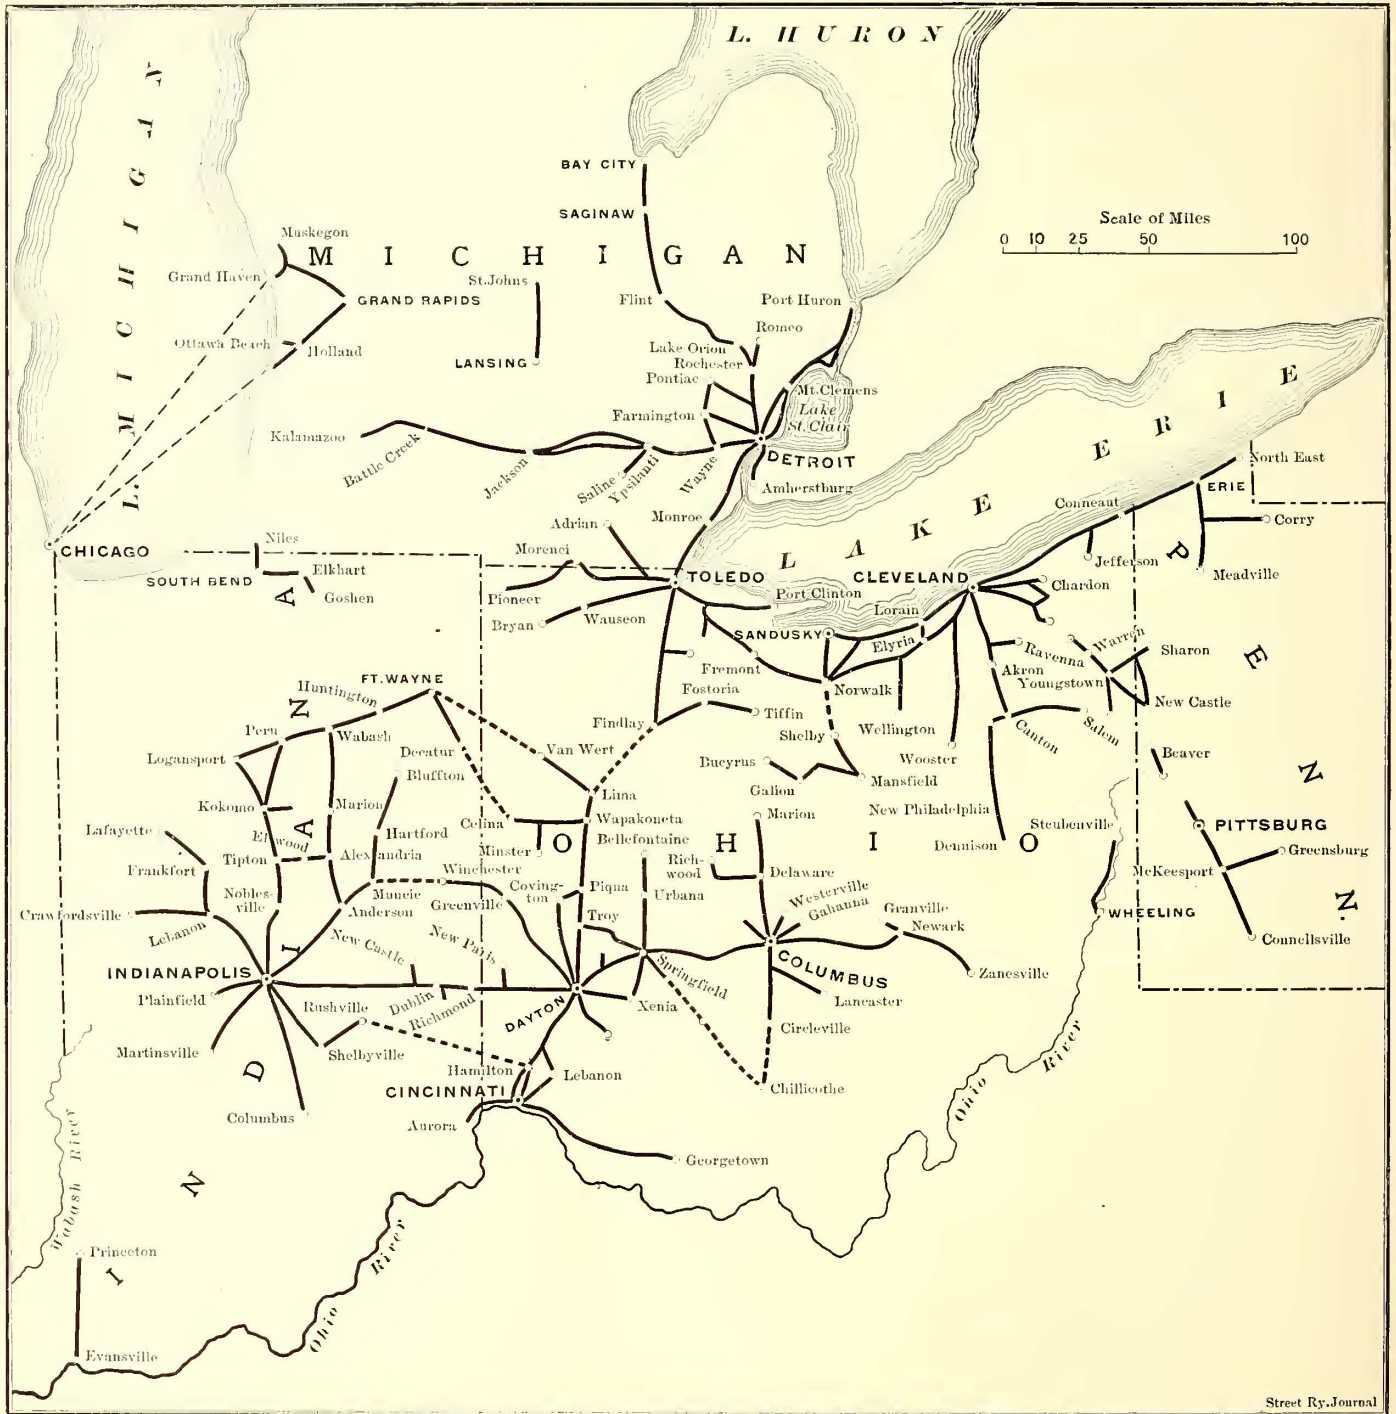 L. HURON
L. MICHIGAN
BAY CITY
SAGINAW
Scale of Miles
0 10 25 50 100
Muskegon
MICHIGAN
Grand Haven
St.Johns
GRAND RAPIDS
Flint
Port Huron
Romeo
Ottawa Beach
Holland
Lake Orion
LANSING
Rochester
Pontiac
Mt.Clemens
Farmington
Lake
St.Clair
Kalamazoo
Battle Creek
Jackson
Saline
Ypsilanti
Wayne
DETROIT
Amherstburg
LAKE ERIE
North East
ERIE
Conneaut
Corry
Monroe
Adrian
Morenci
CHICAGO
Niles
SOUTH BEND
Elkhart
Goshen
Pioneer
TOLEDO
CLEVELAND
Jefferson
Meadville
Chardon
Port Clinton
Bryan
Wauseon
Lorain
SANDUSKY
Elyria
Ravenna
Warren
Sharon
Fremont
Akron
Youngstown
FT. WAYNE
Huntington
Fostoria
Norwalk
New Castle
Findlay
Tiffin
Wellington
Salem
Canton
Peru
Wabash
Decatur
Van Wert
Shelby
Wooster
Beaver
Logansport
Bluffton
Bucyrus
Galion
Mansfield
Kokomo
Marion
Lima
New Philadelphia
Celina
Wapakoneta
Marion
Steubenville
PITTSBURG
Lafayette
Elwood
Hartford
Bellefontaine
OHIO
Dennison
Greensburg
Tipton
Alexandria
Minster
Rich-
wood
Delaware
McKeesport
Frankfort
Winchester
Coving-
ton
Piqua
Urbana
Westerville
Gahanna
Nobles-
ville
Muncie
Greenville
Granville
Newark
WHEELING
Crawfordsville
Lebanon
Anderson
Troy
Connellsville
New Castle
New Paris
INDIANAPOLIS
Springfield
COLUMBUS
Zanesville
Plainfield
Rushville
Dublin
Richmond
DAYTON
Xenia
Lancaster
Circleville
Martinsville
Shelbyville
Hamilton
Lebanon
Chillicothe
CINCINNATI
Columbus
Aurora
Georgetown
Ohio River
INDIANA
PENN.
Wabash River
Princeton
Ohio River
Evansville
Street Ry.Journal